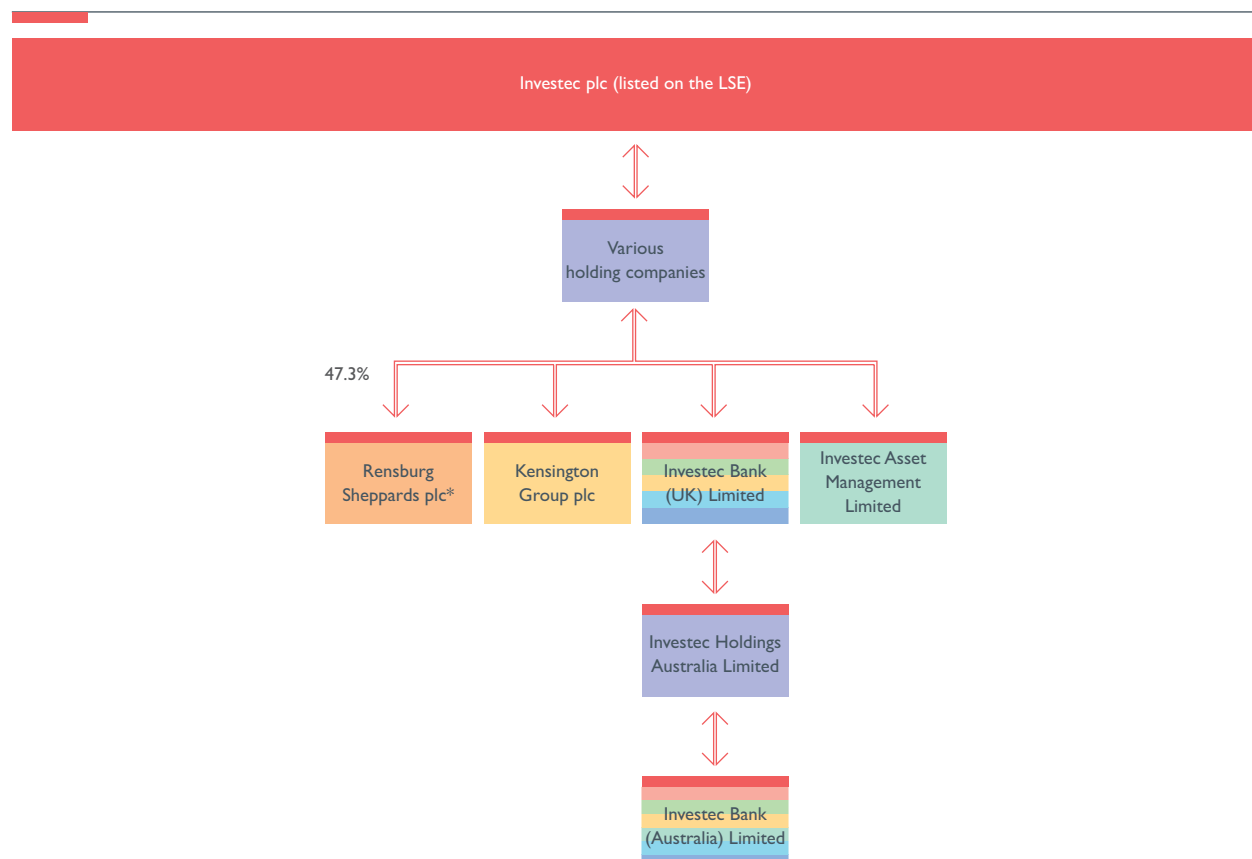 Investec plc (listed on the LSE)
Various
holding companies
47.3%
Rensburg
Sheppards plc*
Kensington
Group plc
Investec Bank
(UK) Limited
Investec Asset
Management
Limited
Investec Holdings
Australia Limited
Investec Bank
(Australia) Limited